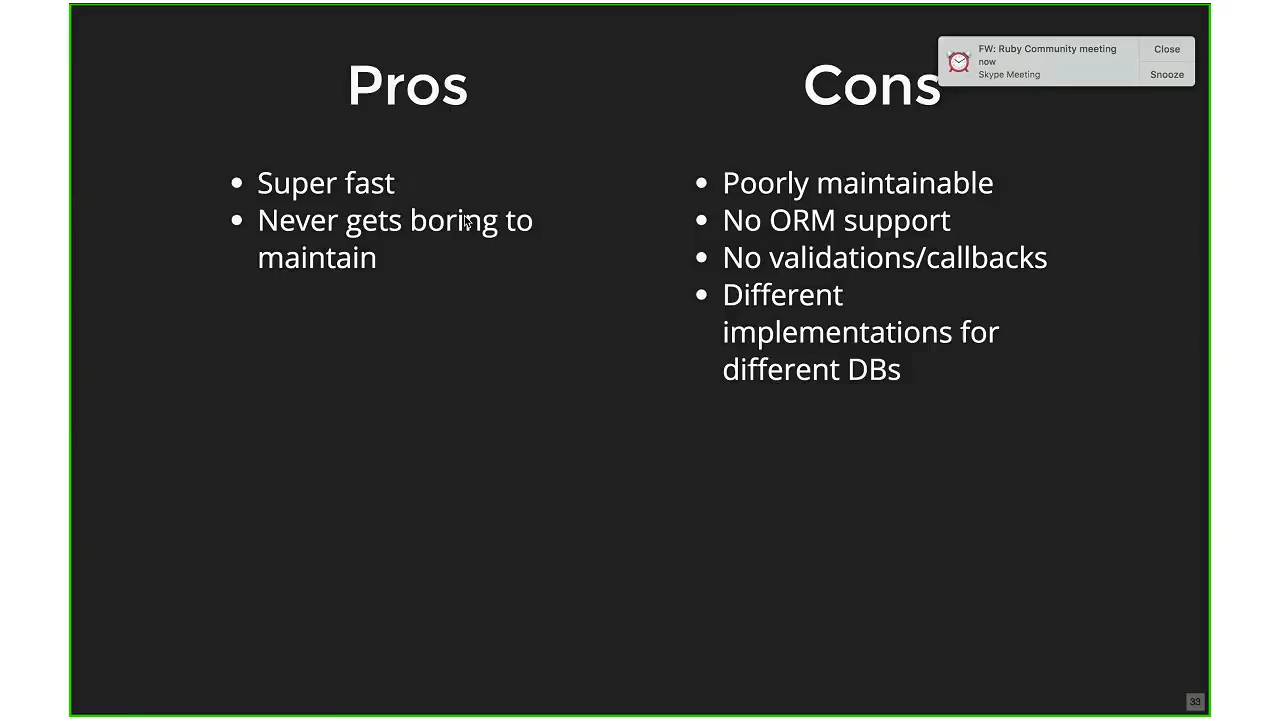 Pros
Super fast
Never gets boring to
maintain
Cons
Poorly maintainable
No ORM support
No validations/callbacks
Different
implementations for
different DBs
FW: Ruby Community meeting
now
Skype Meeting
Close
Snooze
33